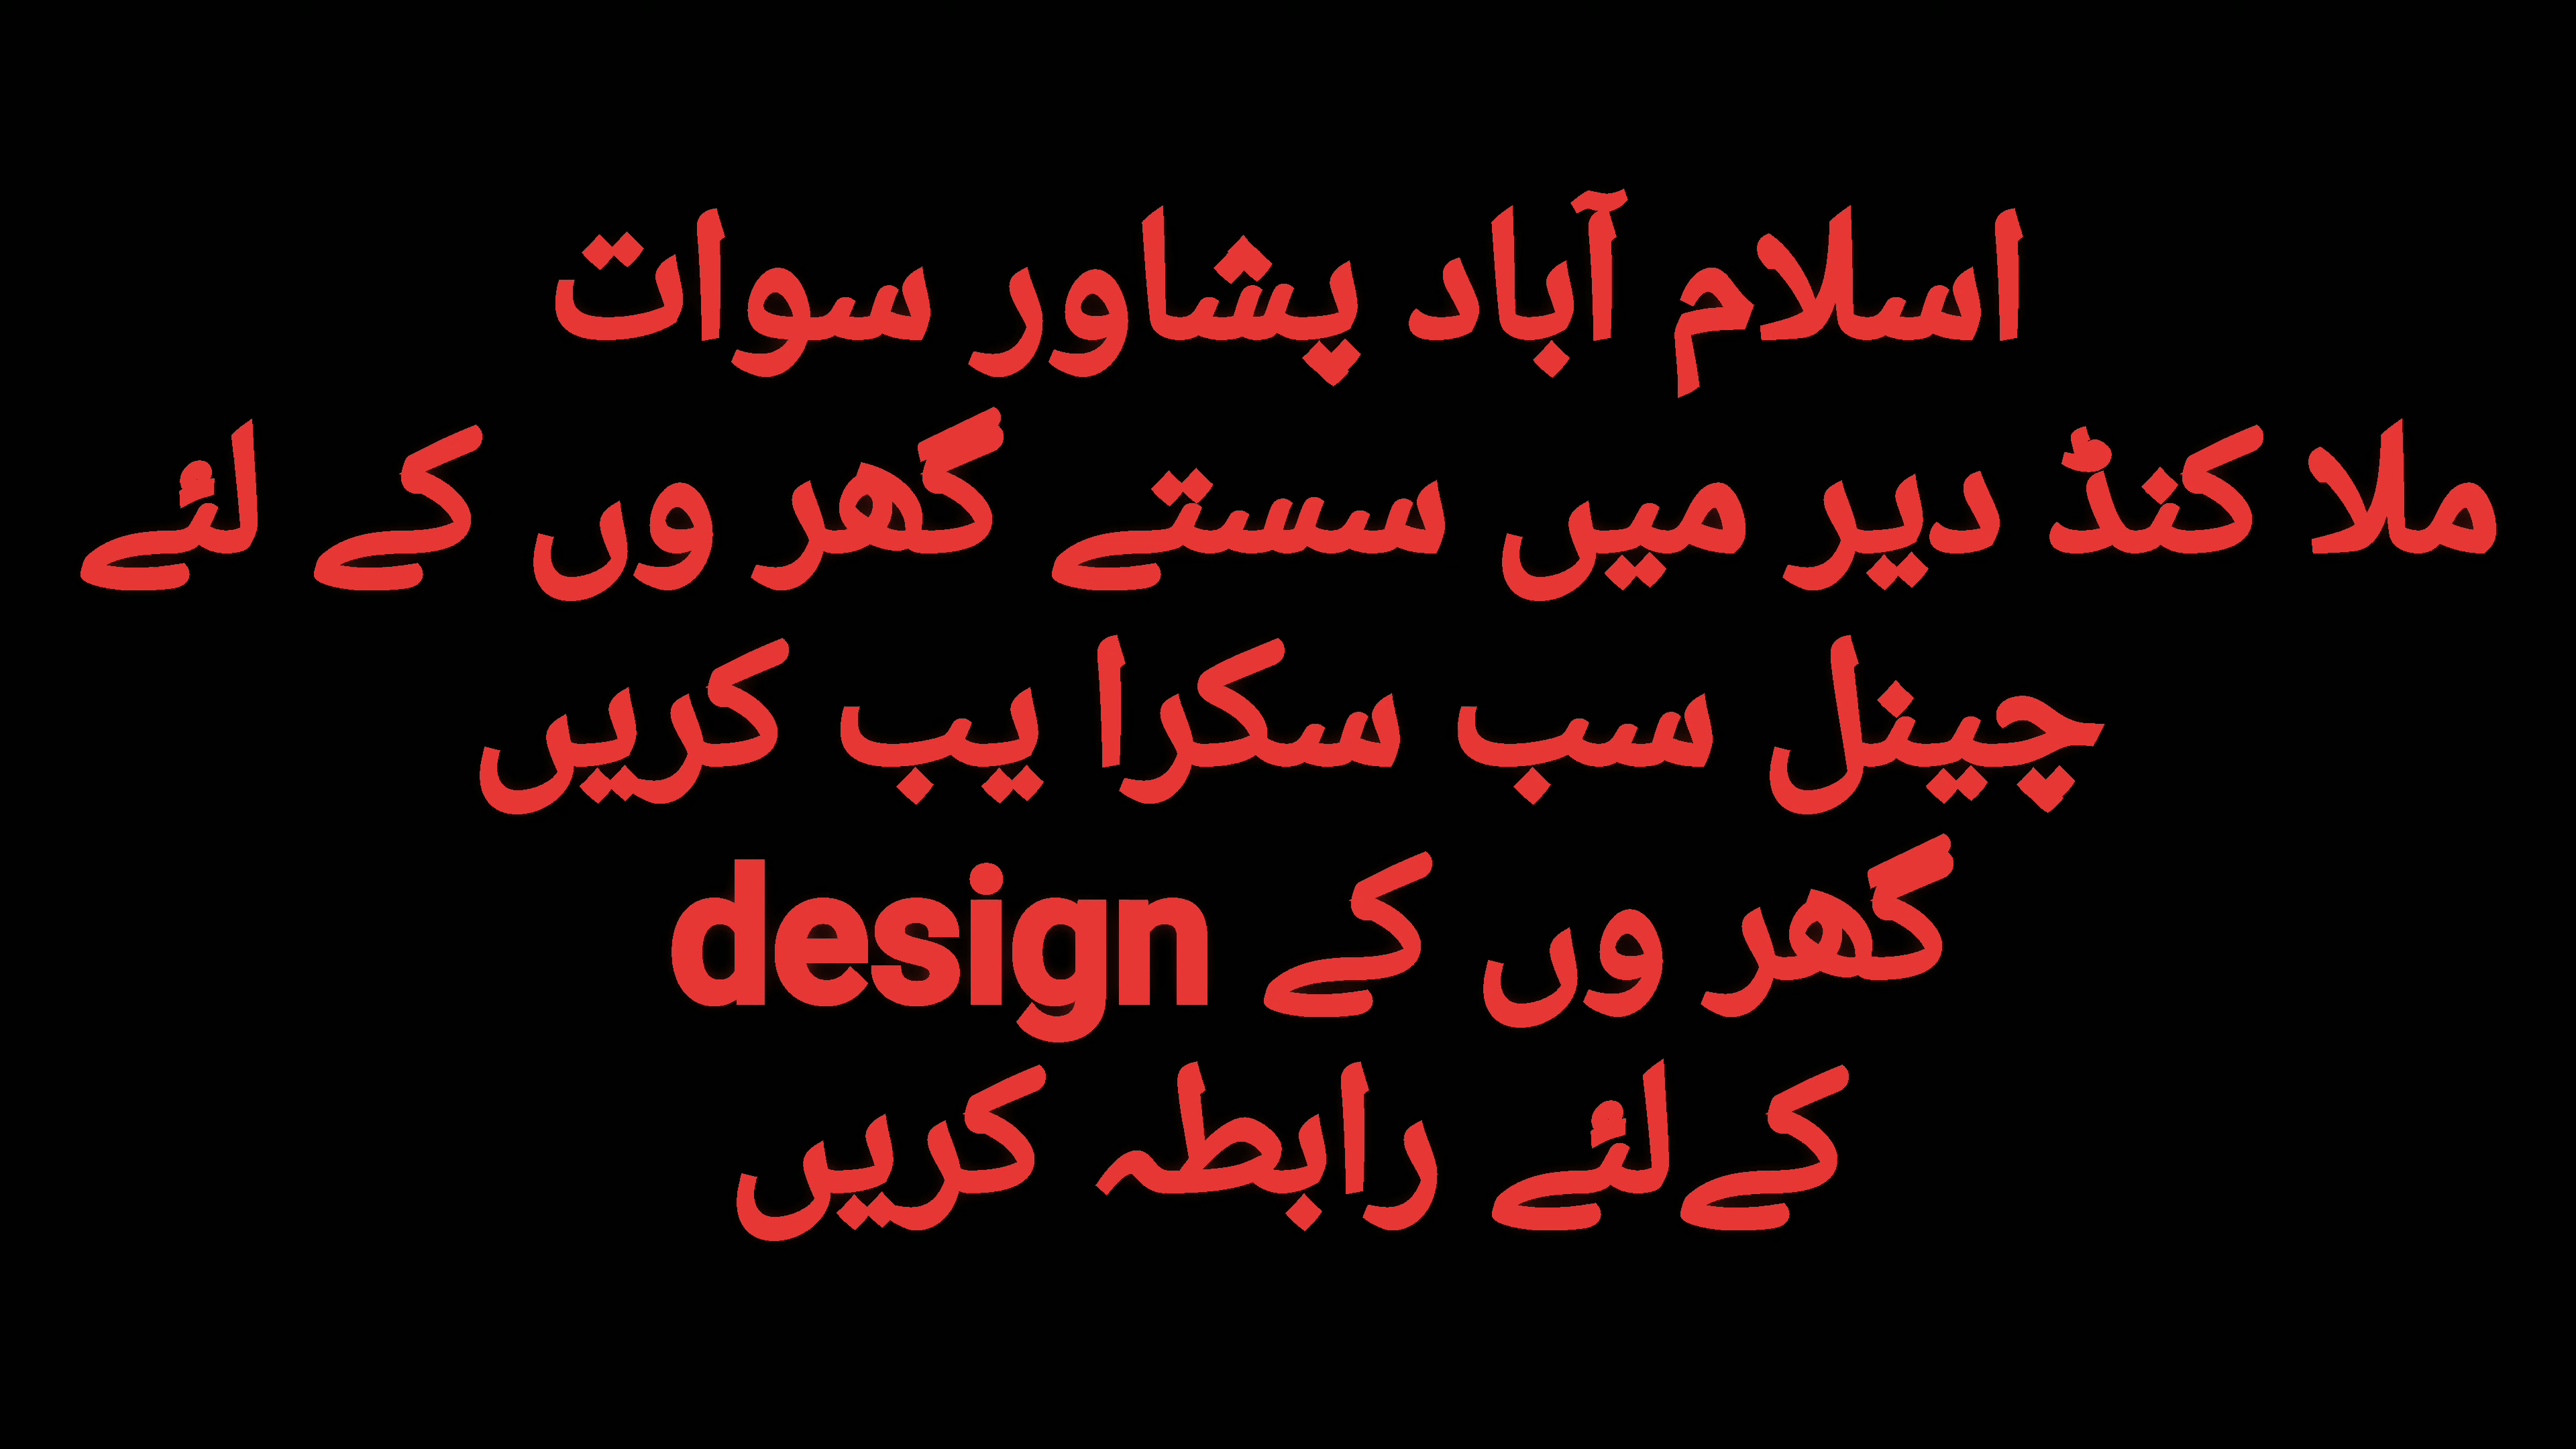 اسلام آباد پشاور سوات
ملا کنڈ دیر میں سستے گھر وں کے لئے
چینل سب سکرا یب کریں
گھر وں کے design
کےلئے رابطہ کریں